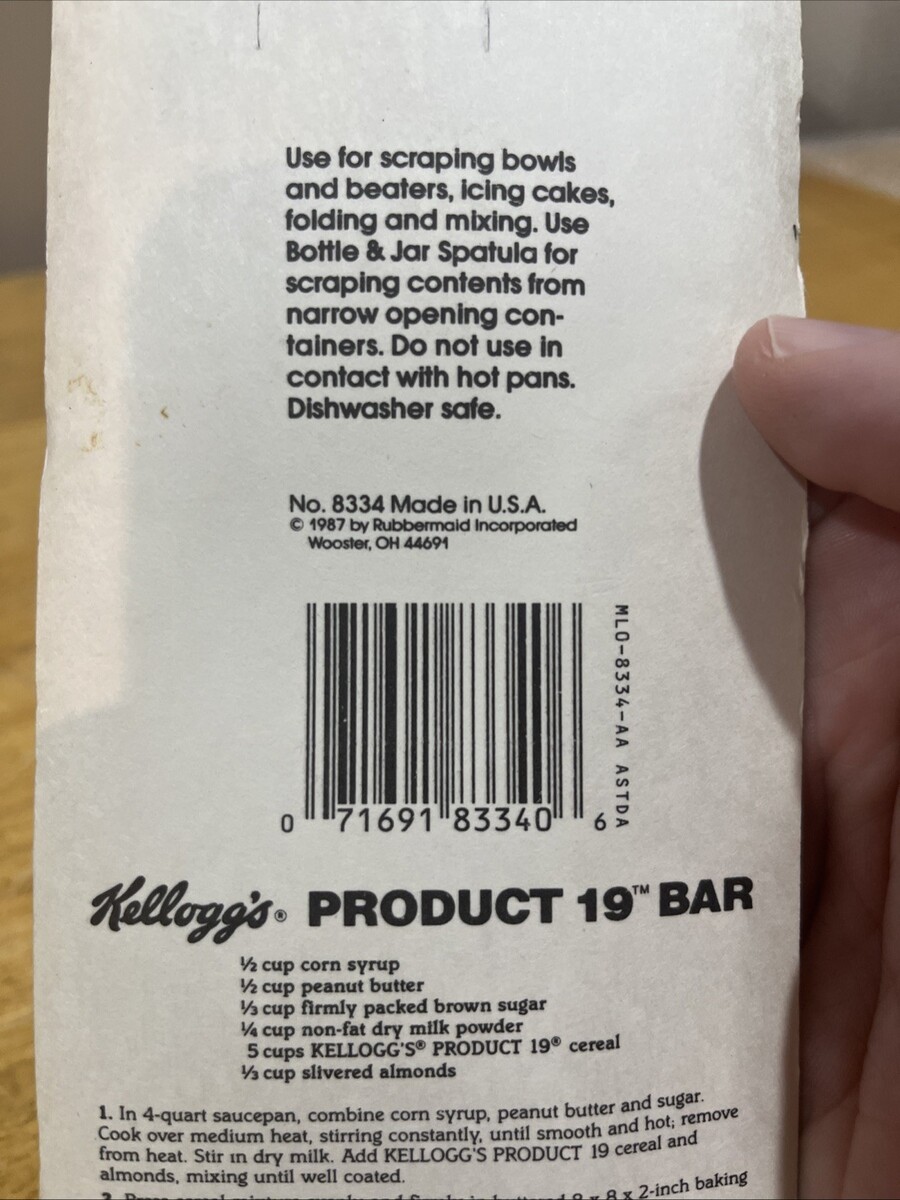 Use for scraping bowls
and beaters, icing cakes,
folding and mixing. Use
Bottle & Jar Spatula for
scraping contents from
narrow opening con-
tainers. Do not use in
contact with hot pans.
Dishwasher safe.
No. 8334 Made in U.S.A.
© 1987 by Rubbermaid Incorporated
Wooster, OH 44691
MLO-8334-AA ASTDA
0 71691 83340 6
Kellogg's® PRODUCT 19™ BAR
½ cup corn syrup
½ cup peanut butter
⅓ cup firmly packed brown sugar
¼ cup non-fat dry milk powder
5 cups KELLOGG'S® PRODUCT 19® cereal
⅓ cup slivered almonds
1. In 4-quart saucepan, combine corn syrup, peanut butter and sugar.
Cook over medium heat, stirring constantly, until smooth and hot; remove
from heat. Stir in dry milk. Add KELLOGG'S PRODUCT 19 cereal and
almonds, mixing until well coated.
x 8 x 2-inch baking